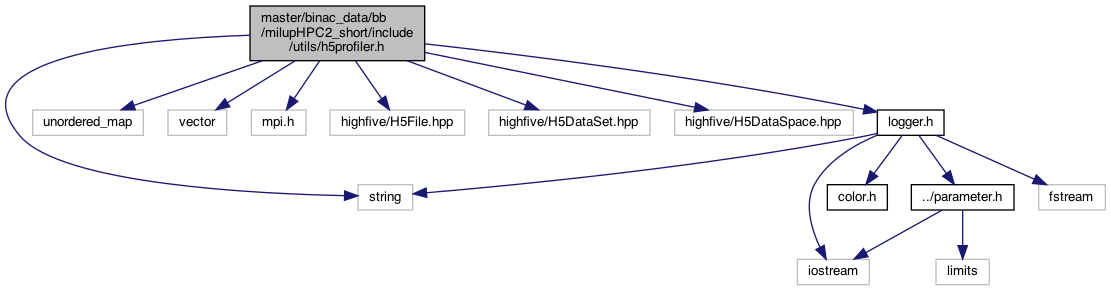 master/binac_data/bb
/milupHPC2_short/include
/utils/h5profiler.h
unordered_map
vector
mpi.h
highfive/H5File.hpp
highfive/H5DataSet.hpp
highfive/H5DataSpace.hpp
logger.h
string
color.h
../parameter.h
fstream
iostream
limits